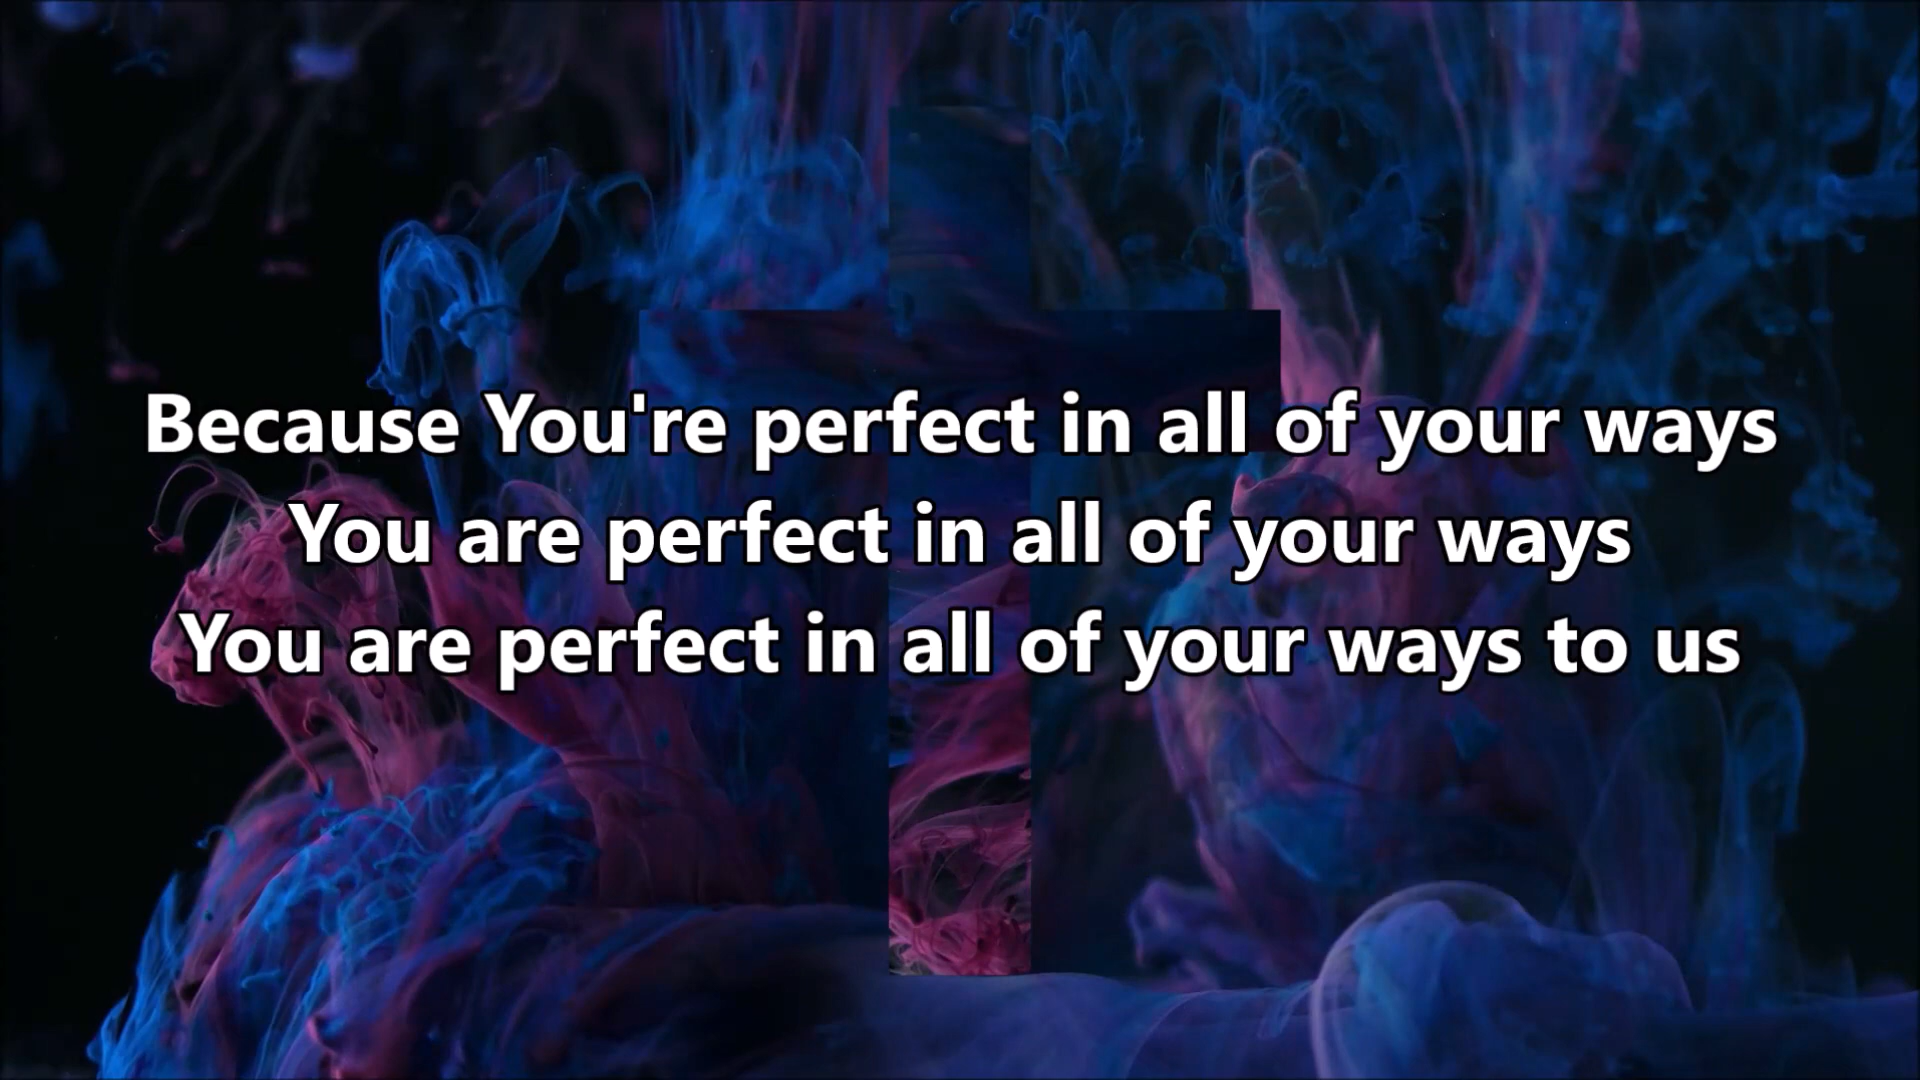 Because You're perfect in all of your ways
You are perfect in all of your ways
You are perfect in all of your ways to us